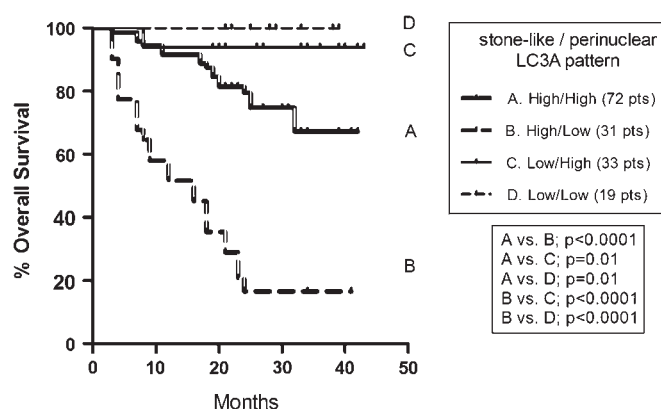 % Overall Survival
100
80
60
40
20
0
0 10 20 30 40 50
Months
D
C
A
B
stone-like / perinuclear
LC3A pattern
A. High/High (72 pts)
B. High/Low (31 pts)
C. Low/High (33 pts)
D. Low/Low (19 pts)
A vs. B; p<0.0001
A vs. C; p=0.01
A vs. D; p=0.01
B vs. C; p<0.0001
B vs. D; p<0.0001